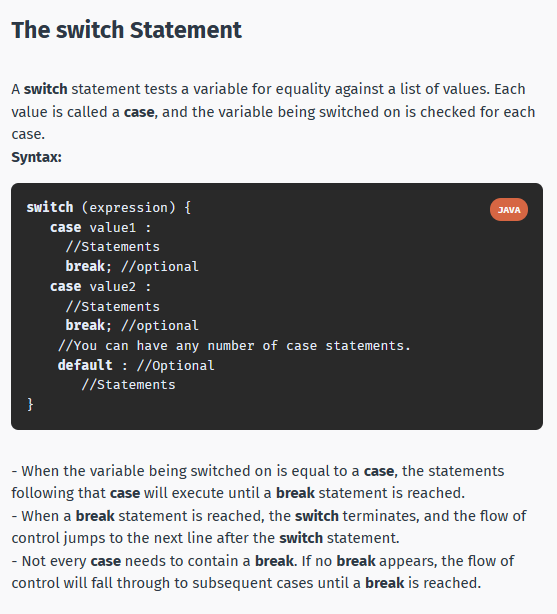 The switch Statement
A switch statement tests a variable for equality against a list of values. Each
value is called a case, and the variable being switched on is checked for each
case.
Syntax:
JAVA
switch (expression) {
   case value1 :
     //Statements
     break; //optional
   case value2 :
     //Statements
     break; //optional
    //You can have any number of case statements.
    default : //Optional
       //Statements
}
- When the variable being switched on is equal to a case, the statements
following that case will execute until a break statement is reached.
- When a break statement is reached, the switch terminates, and the flow of
control jumps to the next line after the switch statement.
- Not every case needs to contain a break. If no break appears, the flow of
control will fall through to subsequent cases until a break is reached.